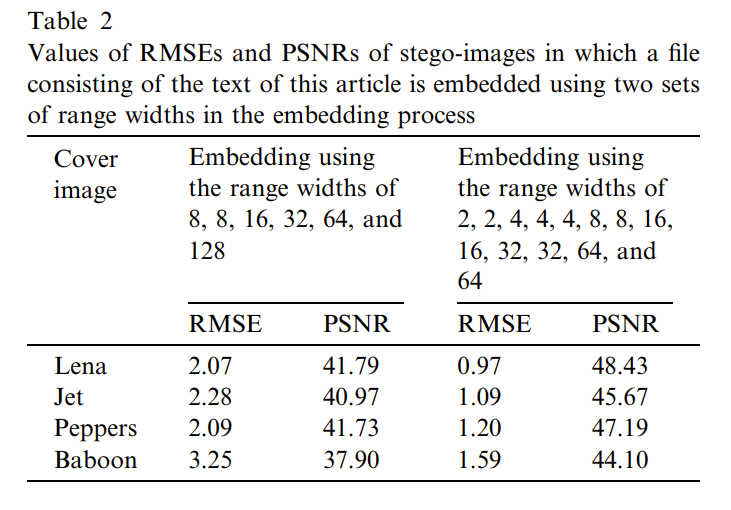 Table 2
Values of RMSEs and PSNRs of stego-images in which a file
consisting of the text of this article is embedded using two sets
of range widths in the embedding process
Cover image Embedding using the range widths of 8, 8, 16, 32, 64, and 128 Embedding using the range widths of 2, 2, 4, 4, 4, 8, 8, 16, 16, 32, 32, 64, and 64
RMSE PSNR RMSE PSNR
Lena 2.07 41.79 0.97 48.43
Jet 2.28 40.97 1.09 45.67
Peppers 2.09 41.73 1.20 47.19
Baboon 3.25 37.90 1.59 44.10